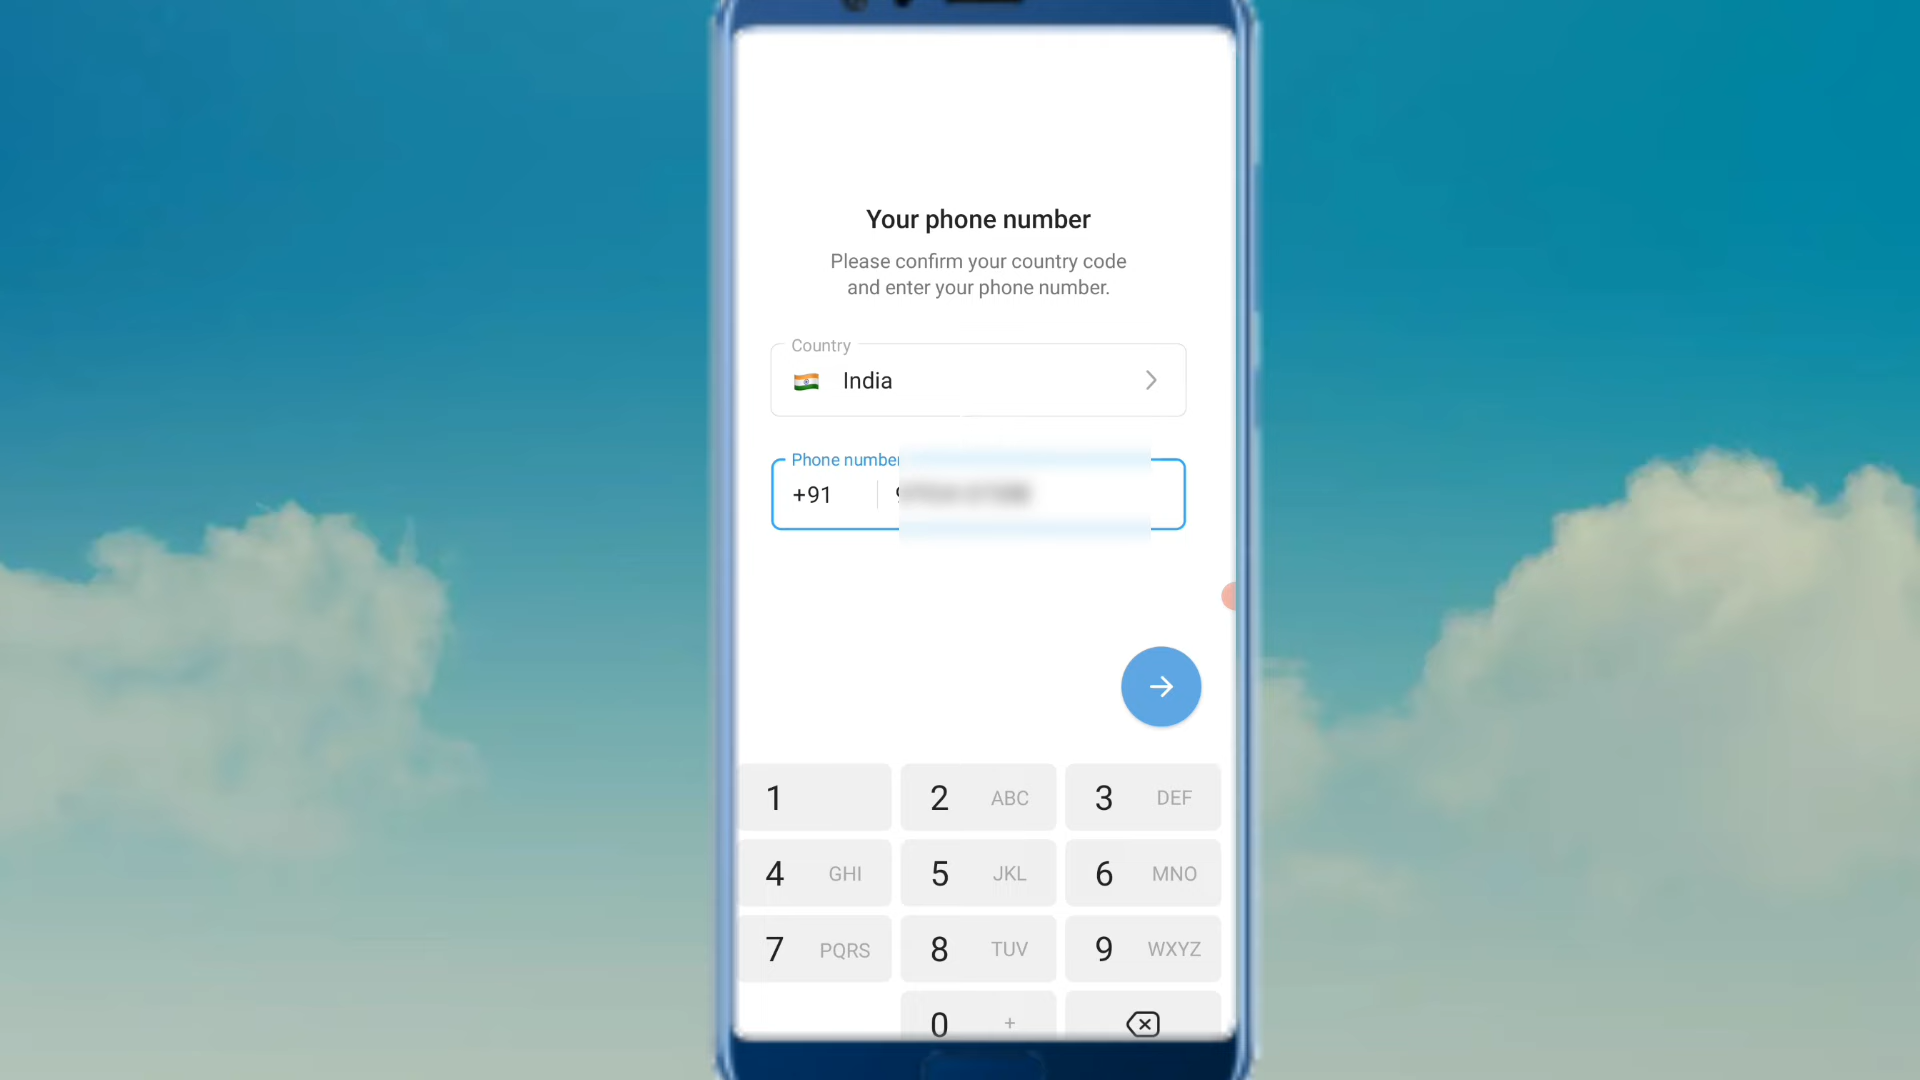 Your phone number
Please confirm your country code
and enter your phone number.
Country
India
Phone number
+91
1
2 ABC
3 DEF
4 GHI
5 JKL
6 MNO
7 PQRS
8 TUV
9 WXYZ
0 +